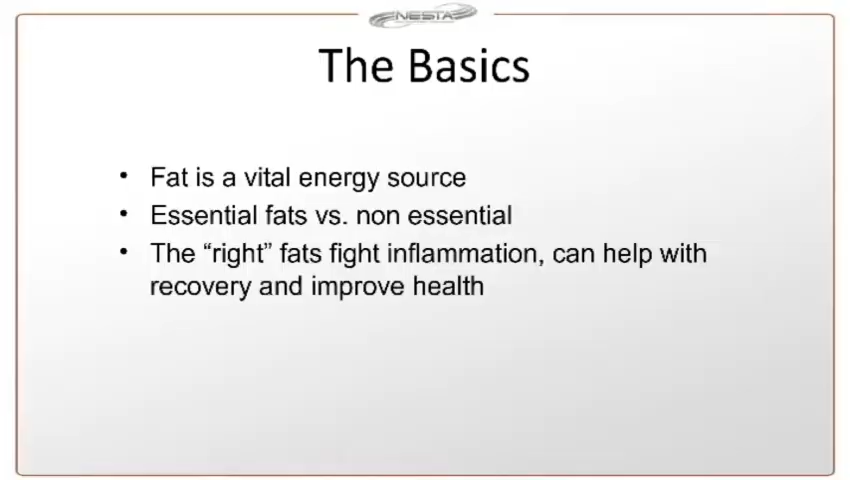 NESTA
The Basics
• Fat is a vital energy source
• Essential fats vs. non essential
• The “right” fats fight inflammation, can help with
recovery and improve health